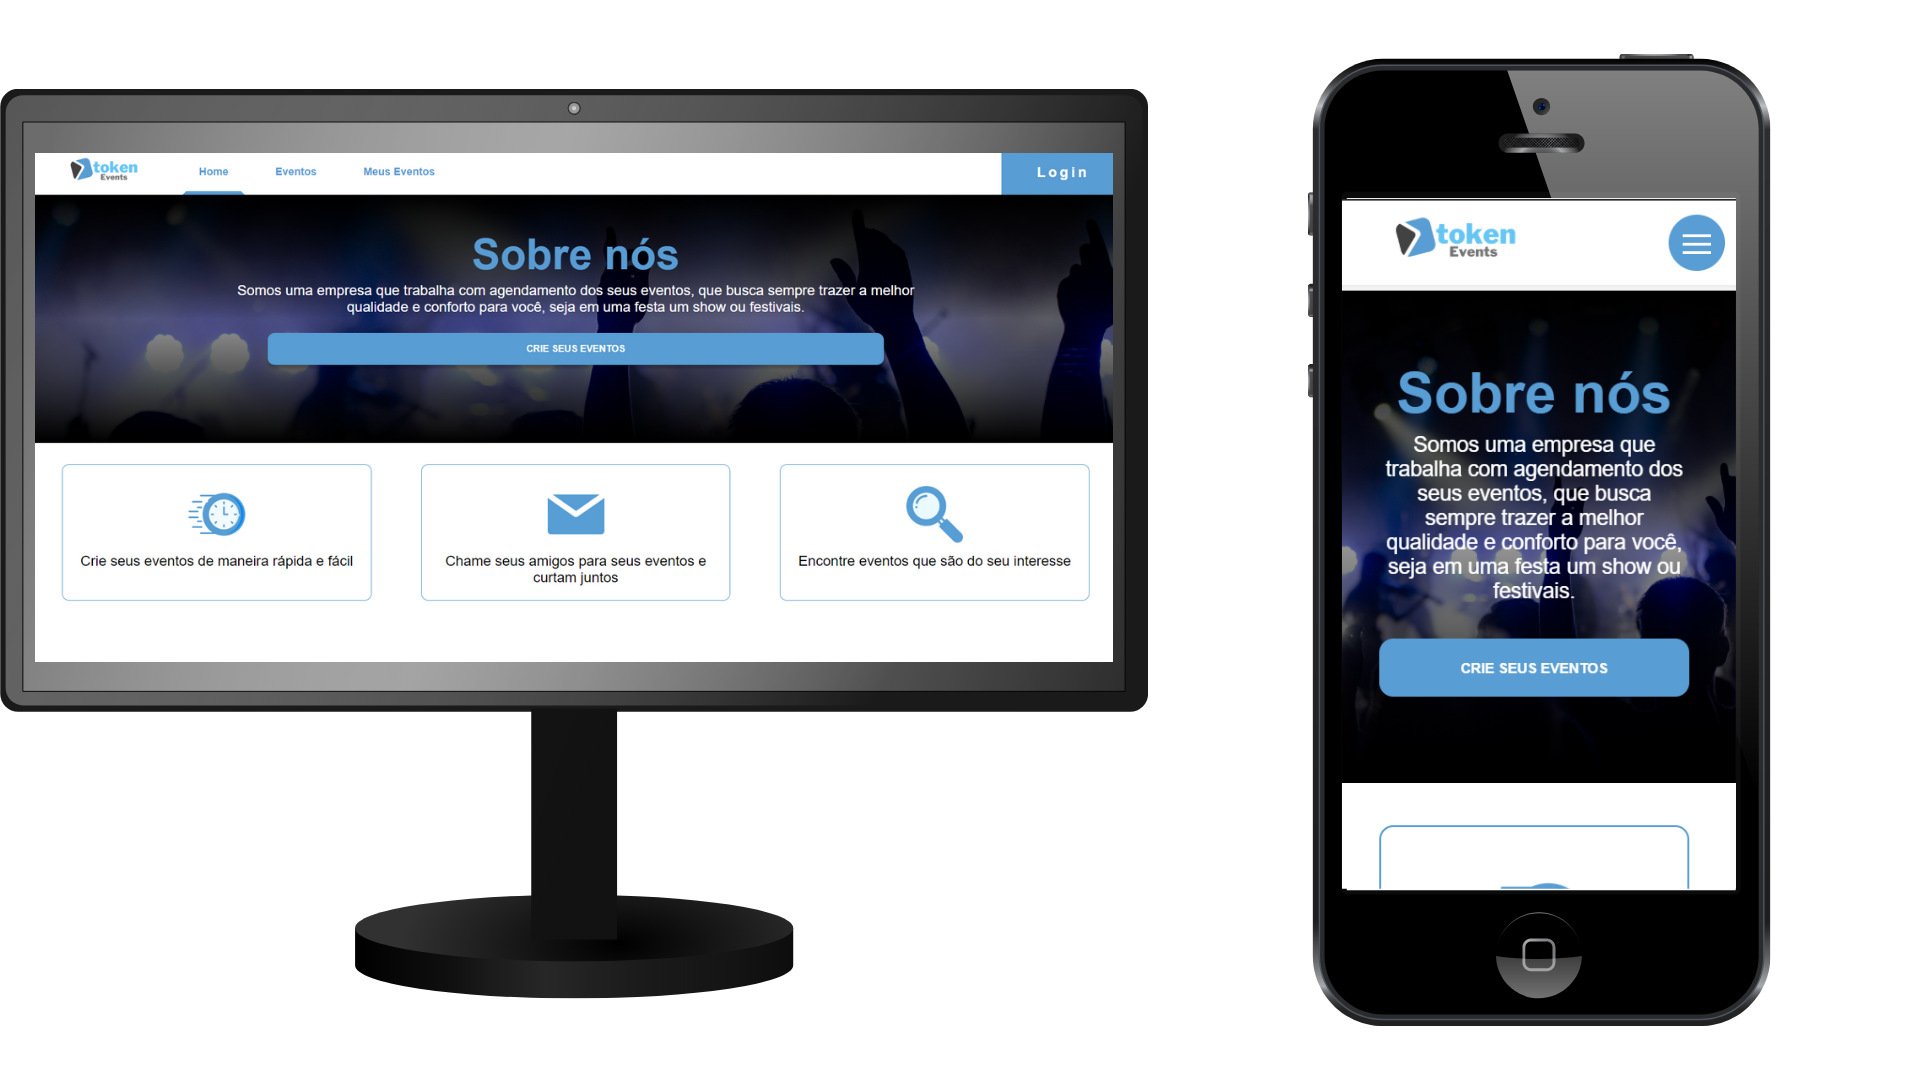 token
Events
Home
Eventos
Meus Eventos
Login
Sobre nós
Somos uma empresa que trabalha com agendamento dos seus eventos, que busca sempre trazer a melhor
qualidade e conforto para você, seja em uma festa um show ou festivais.
CRIE SEUS EVENTOS
Crie seus eventos de maneira rápida e fácil
Chame seus amigos para seus eventos e
curtam juntos
Encontre eventos que são do seu interesse
token
Events
Sobre nós
Somos uma empresa que
trabalha com agendamento dos
seus eventos, que busca
sempre trazer a melhor
qualidade e conforto para você,
seja em uma festa um show ou
festivais.
CRIE SEUS EVENTOS